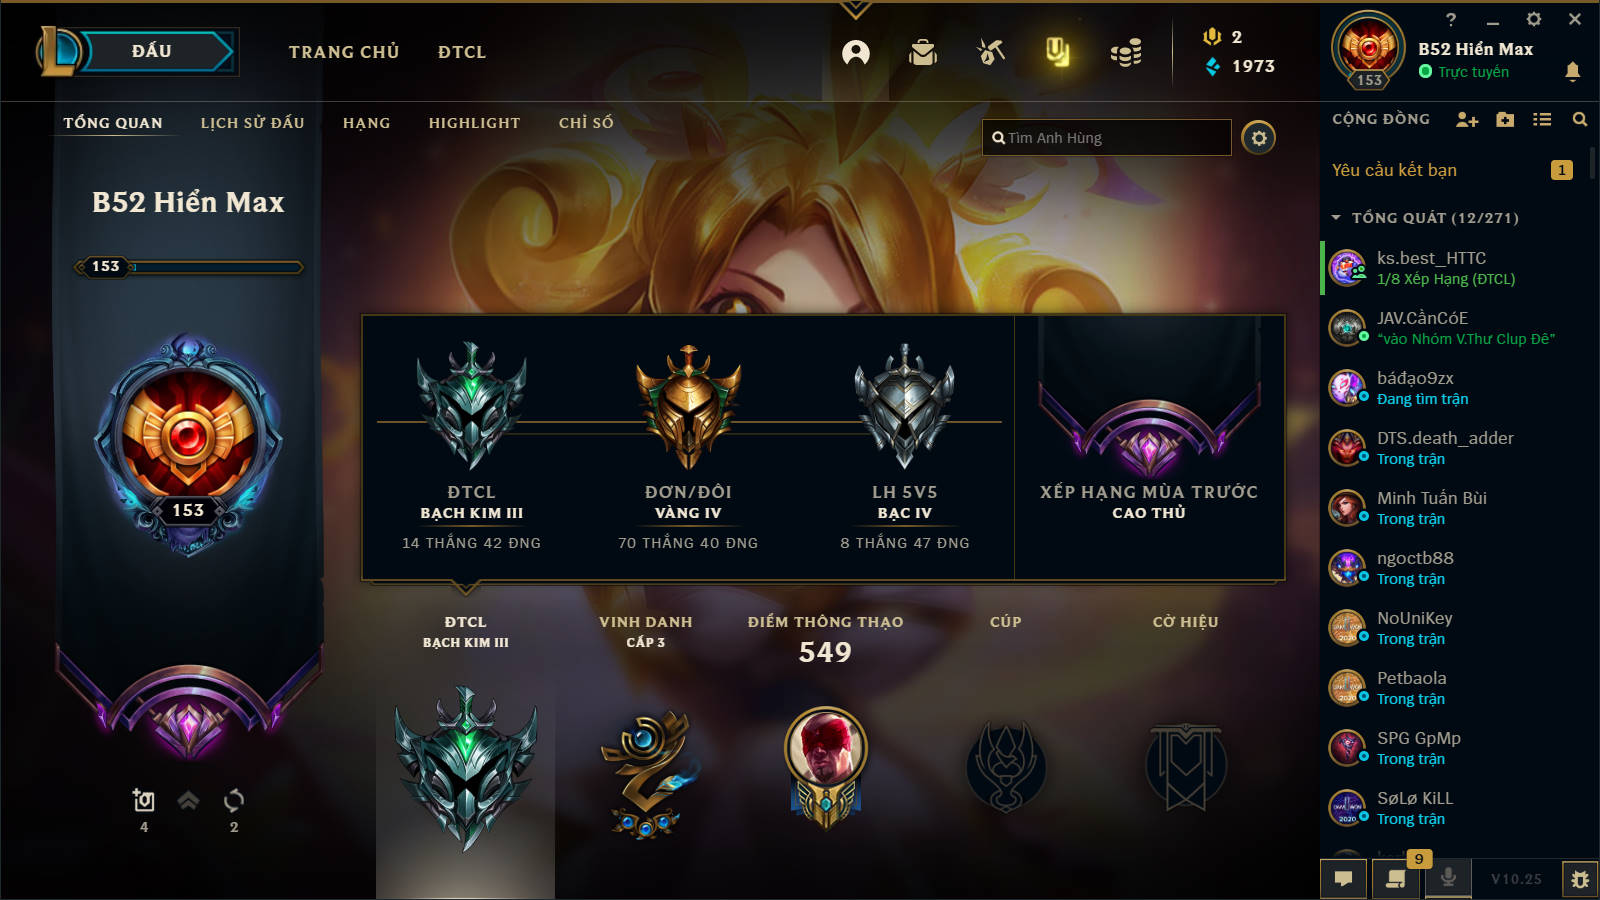 ĐẤU
TRANG CHỦ
ĐTCL
2
1973
?
B52 Hiển Max
Trực tuyến
153
TỔNG QUAN
LỊCH SỬ ĐẤU
HẠNG
HIGHLIGHT
CHỈ SỐ
Tìm Anh Hùng
B52 Hiển Max
153
153
4
2
ĐTCL
BẠCH KIM III
14 THẮNG 42 ĐNG
ĐƠN/ĐÔI
VÀNG IV
70 THẮNG 40 ĐNG
LH 5V5
BẠC IV
8 THẮNG 47 ĐNG
XẾP HẠNG MÙA TRƯỚC
CAO THỦ
ĐTCL
BẠCH KIM III
VINH DANH
CẤP 3
ĐIỂM THÔNG THẠO
549
CÚP
CỜ HIỆU
CỘNG ĐỒNG
Yêu cầu kết bạn
1
TỔNG QUÁT (12/271)
ks.best_HTTC
1/8 Xếp Hạng (ĐTCL)
JAV.CầnCóE
“vào Nhóm V.Thư Clup Đê”
báđạo9zx
Đang tìm trận
DTS.death_adder
Trong trận
Minh Tuấn Bùi
Trong trận
ngoctb88
Trong trận
NoUniKey
Trong trận
2020
Petbaola
Trong trận
2020
SPG GpMp
Trong trận
SøLø KiLL
Trong trận
2020
9
V10.25